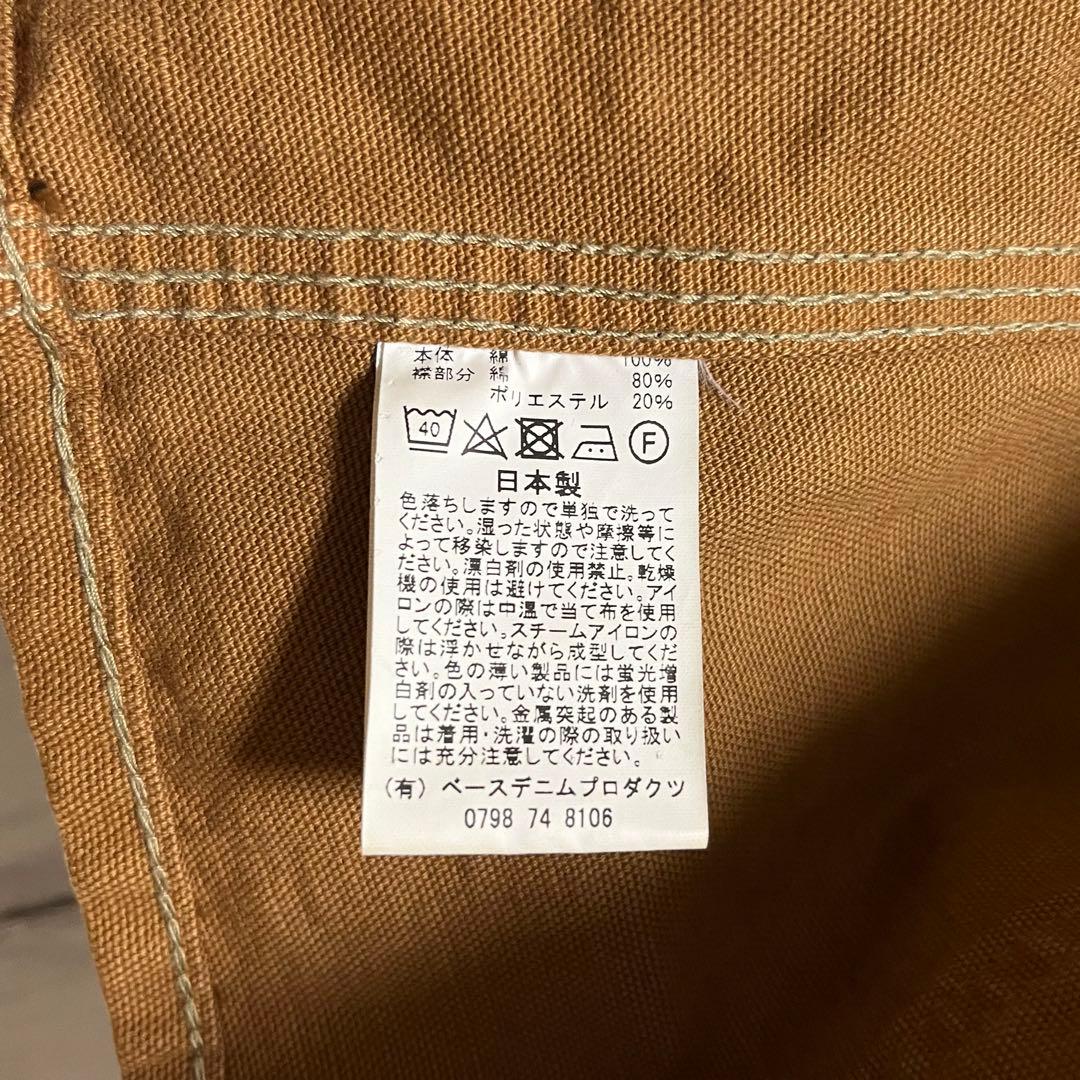 本体 綿 100%
襟部分 綿 80%
ポリエステル 20%
40 F
日本製
色落ちしますので単独で洗って
ください。湿った状態や摩擦等に
よって移染しますので注意してく
ださい。漂白剤の使用禁止。乾燥
機の使用は避けてください。アイ
ロンの際は中温で当て布を使用
してください。スチームアイロンの
際は浮かせながら成型してくだ
さい。色の薄い製品には蛍光増
白剤の入っていない洗剤を使用
してください。金属突起のある製
品は着用・洗濯の際の取り扱い
には充分注意してください。
(有) ベースデニムプロダクツ
0798 74 8106